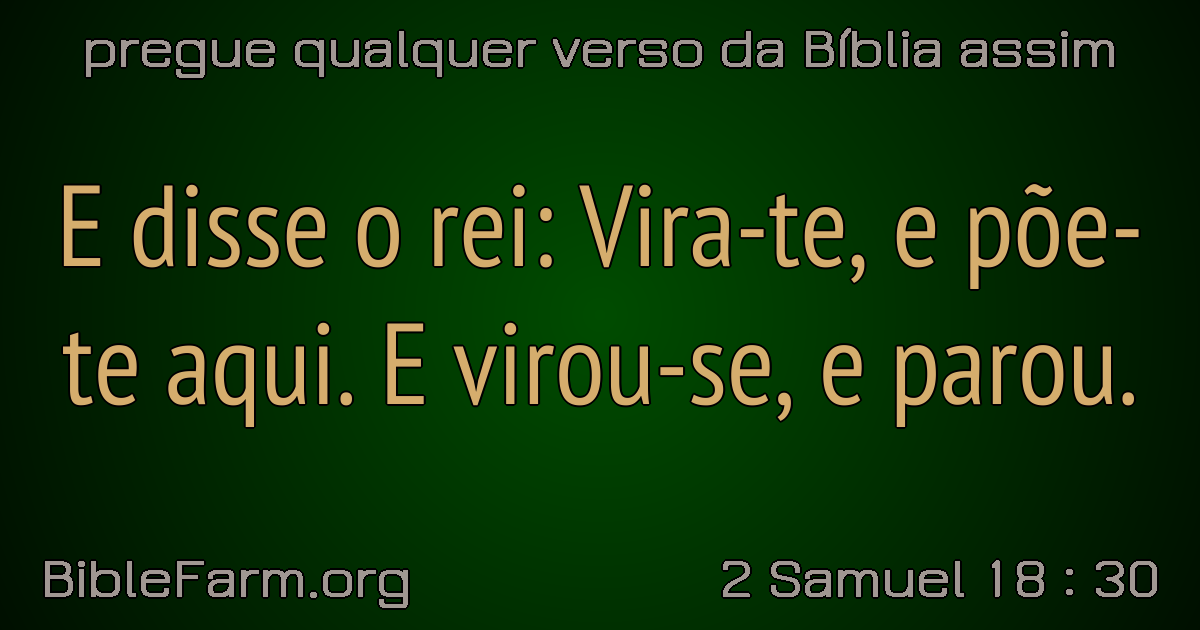 pregue qualquer verso da Bíblia assim
E disse o rei: Vira-te, e põe-
te aqui. E virou-se, e parou.
BibleFarm.org
2 Samuel 18 : 30